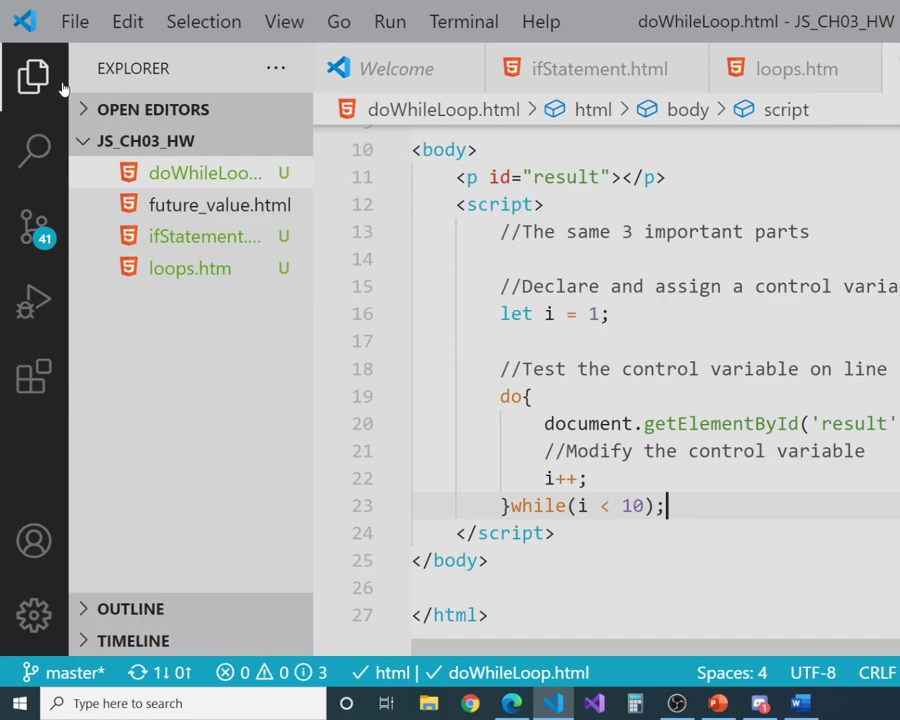 File Edit Selection View Go Run Terminal Help doWhileLoop.html - JS_CH03_HW
EXPLORER ...
Welcome ifStatement.html loops.htm
OPEN EDITORS
doWhileLoop.html > html > body > script
JS_CH03_HW
doWhileLoo... U
future_value.html
ifStatement.... U
loops.htm U
41
OUTLINE
TIMELINE
10 <body>
11 <p id="result"></p>
12 <script>
13 //The same 3 important parts
14
15 //Declare and assign a control varia
16 let i = 1;
17
18 //Test the control variable on line
19 do{
20 document.getElementById('result'
21 //Modify the control variable
22 i++;
23 }while(i < 10);
24 </script>
25 </body>
26
27 </html>
master* 1↓ 0↑ 0 0 3 html | doWhileLoop.html Spaces: 4 UTF-8 CRLF
Type here to search